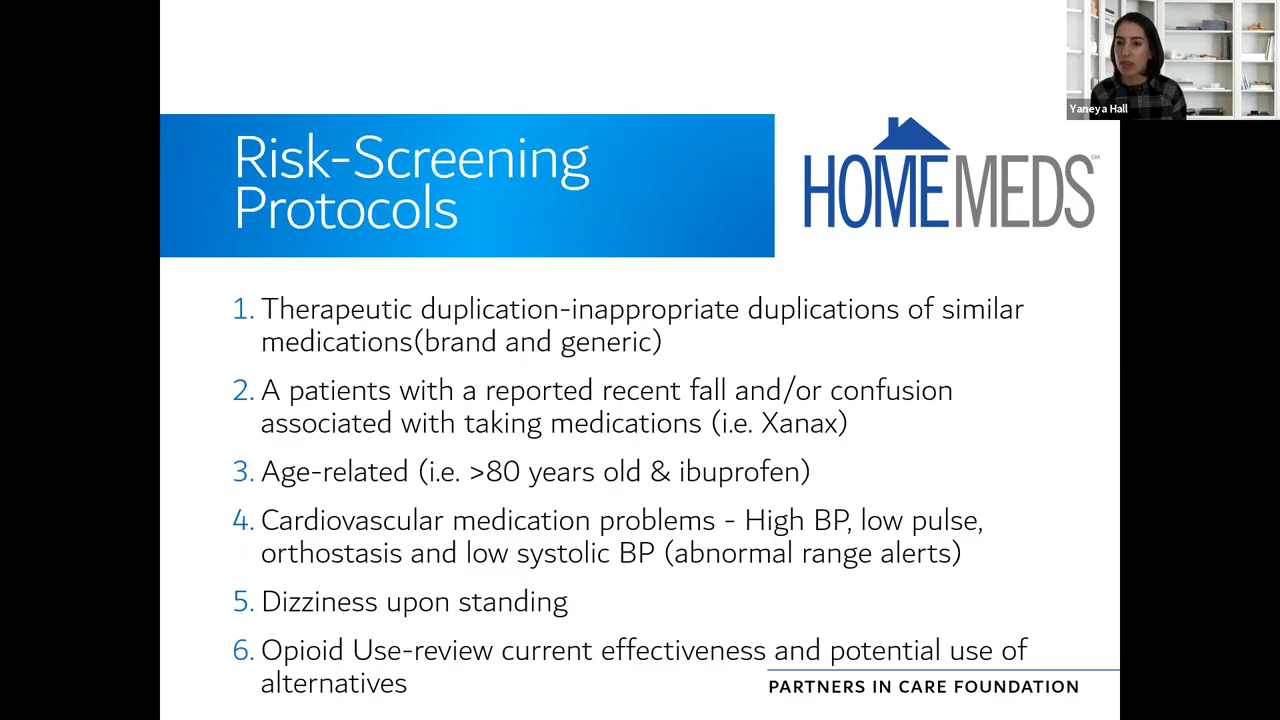 Yaneya Hall
Risk-Screening
Protocols
HOMEMEDS℠
1. Therapeutic duplication-inappropriate duplications of similar
medications(brand and generic)
2. A patients with a reported recent fall and/or confusion
associated with taking medications (i.e. Xanax)
3. Age-related (i.e. >80 years old & ibuprofen)
4. Cardiovascular medication problems - High BP, low pulse,
orthostasis and low systolic BP (abnormal range alerts)
5. Dizziness upon standing
6. Opioid Use-review current effectiveness and potential use of
alternatives
PARTNERS IN CARE FOUNDATION